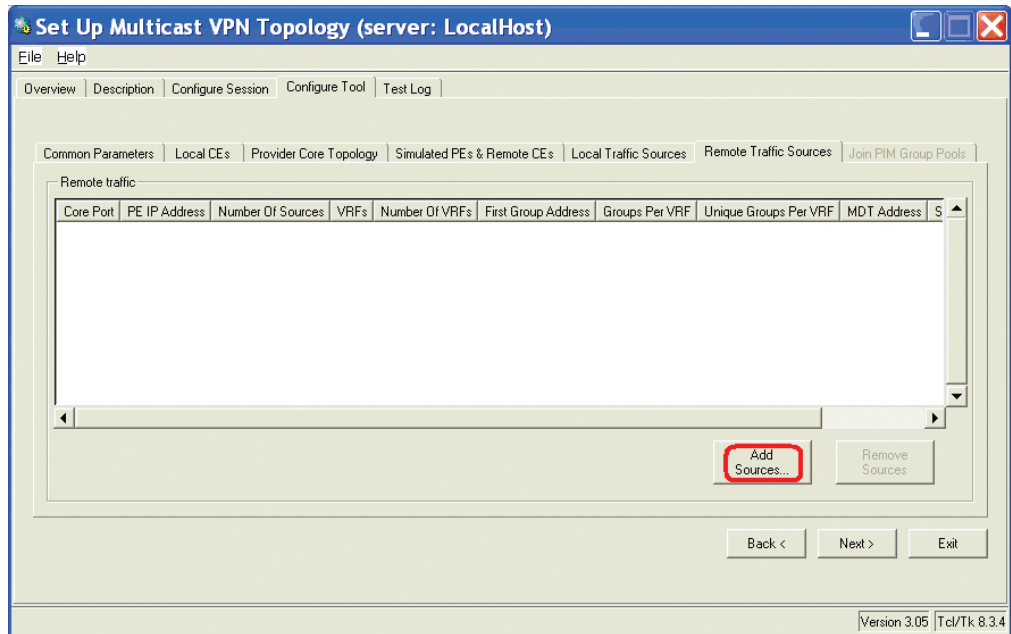 Set Up Multicast VPN Topology (server: LocalHost)
File Help
Overview Description Configure Session Configure Tool Test Log
Common Parameters Local CEs Provider Core Topology Simulated PEs & Remote CEs Local Traffic Sources Remote Traffic Sources Join PIM Group Pools
Remote traffic
Core Port PE IP Address Number Of Sources VRFs Number Of VRFs First Group Address Groups Per VRF Unique Groups Per VRF MDT Address S
Add
Sources...
Remove
Sources
Back < Next > Exit
Version 3.05 Tcl/Tk 8.3.4